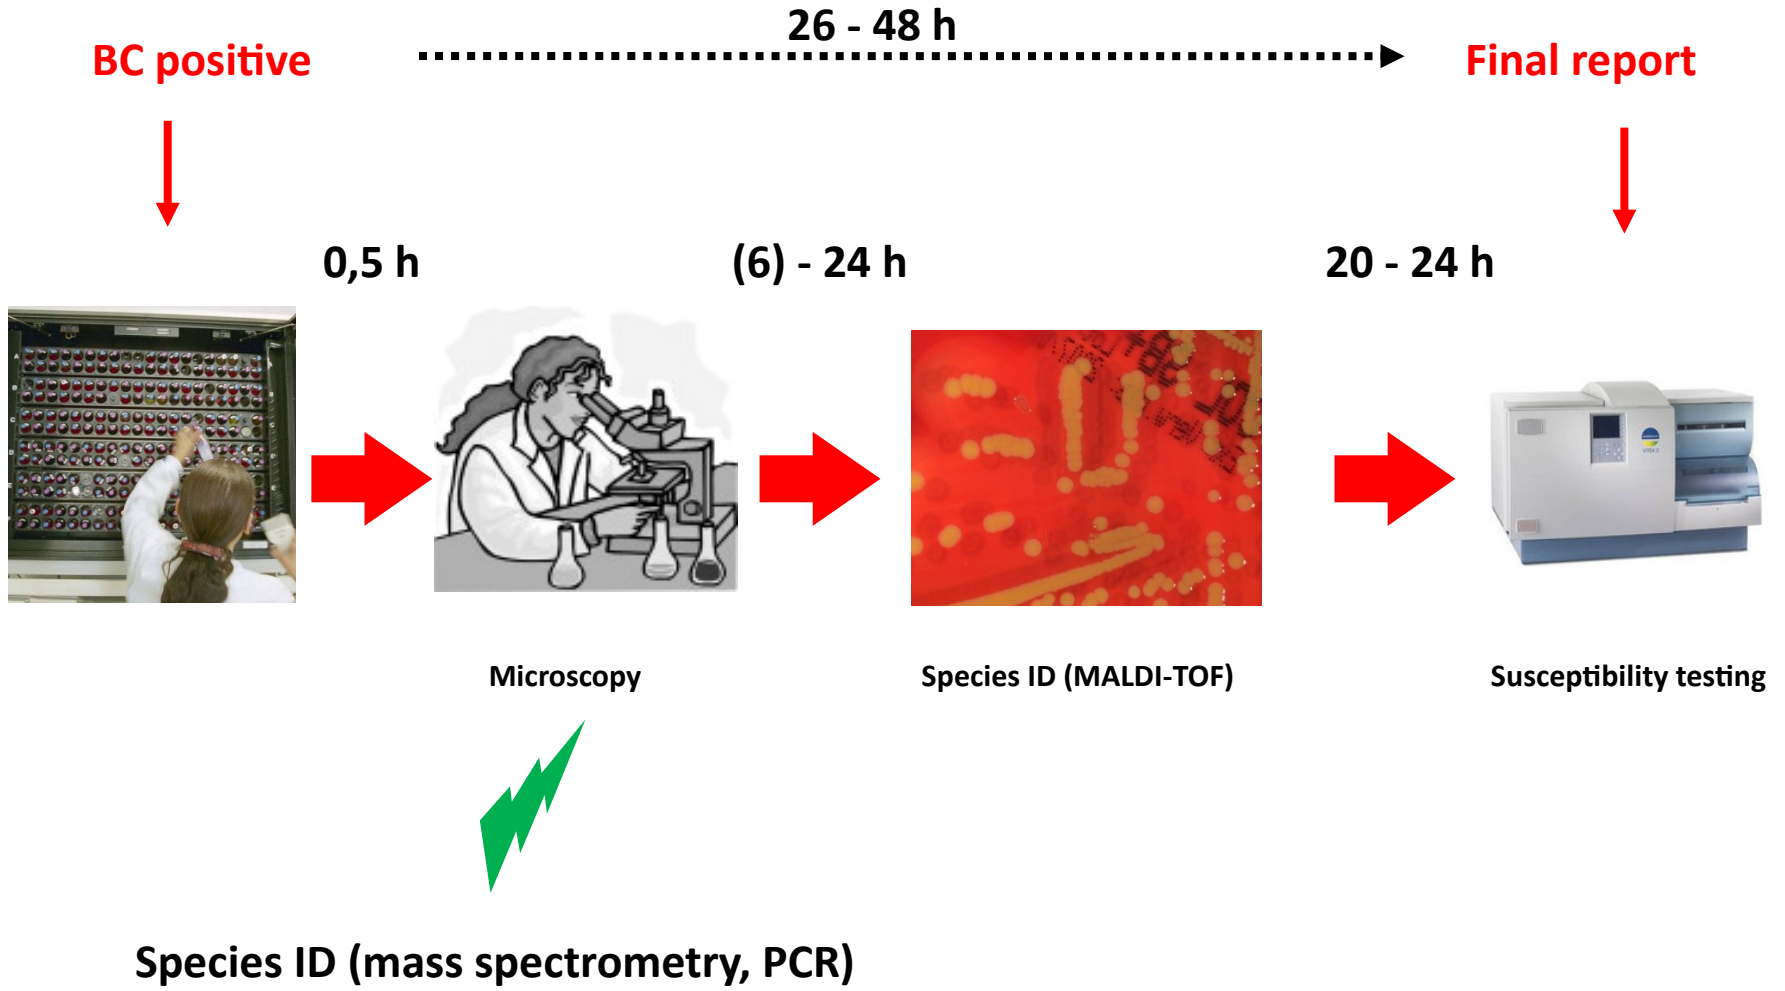 26 - 48 h
BC positive
Final report
0,5 h
(6) - 24 h
20 - 24 h
Microscopy
Species ID (MALDI-TOF)
Susceptibility testing
Species ID (mass spectrometry, PCR)